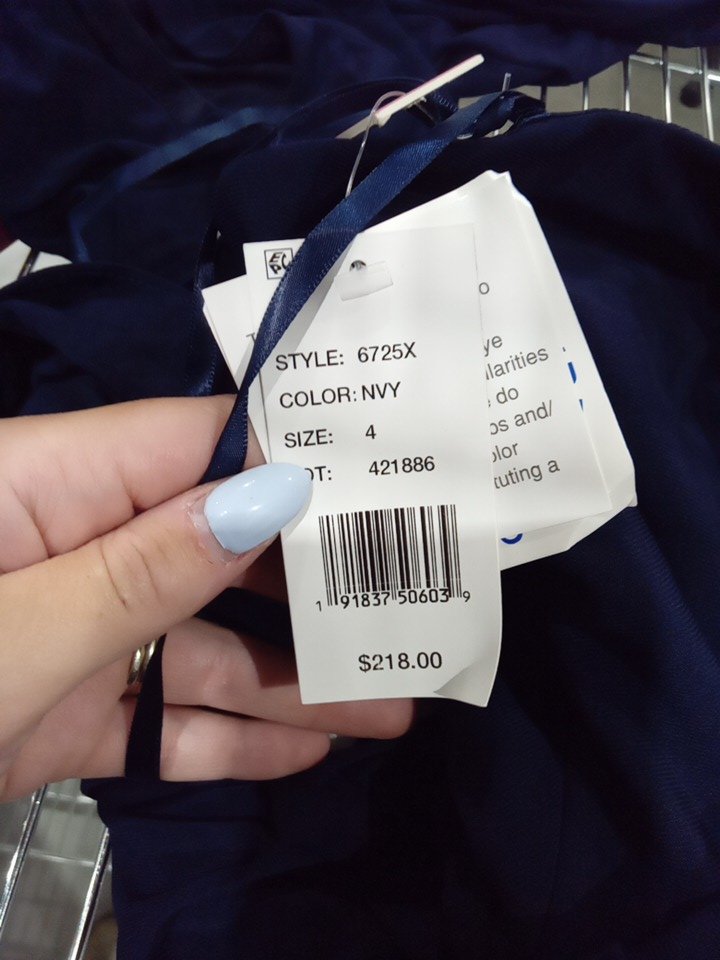 STYLE: 6725X
COLOR: NVY
SIZE: 4
OT: 421886
1 91837 50603 9
$218.00
o
ye
larities
do
os and/
olor
tuting a